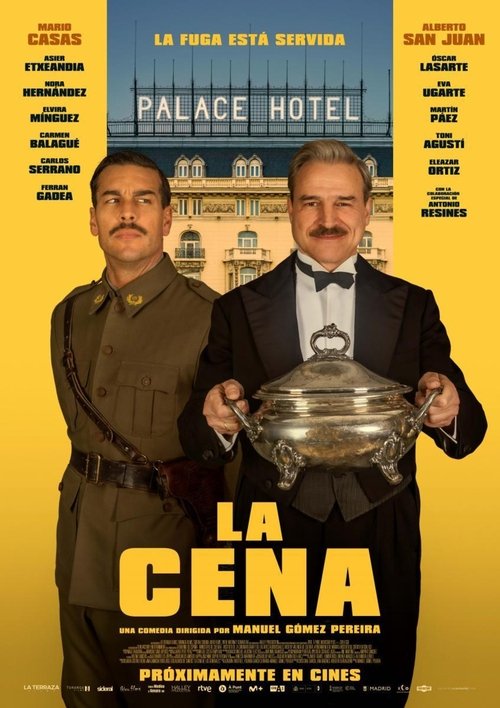 MARIO
CASAS
ASIER
ETXEANDIA
NORA
HERNÁNDEZ
ELVIRA
MÍNGUEZ
CARMEN
BALAGUÉ
CARLOS
SERRANO
FERRAN
GADEA
LA FUGA ESTÁ SERVIDA
PALACE HOTEL
ALBERTO
SAN JUAN
ÓSCAR
LASARTE
EVA
UGARTE
MARTÍN
PÁEZ
TONI
AGUSTÍ
ELEAZAR
ORTIZ
CON LA
COLABORACIÓN
ESPECIAL DE
ANTONIO
RESINES
LA
CENA
UNA COMEDIA DIRIGIDA POR MANUEL GÓMEZ PEREIRA
PRÓXIMAMENTE EN CINES
LA TERRAZA
sideral
rtve
À Punt
M+
MADRID